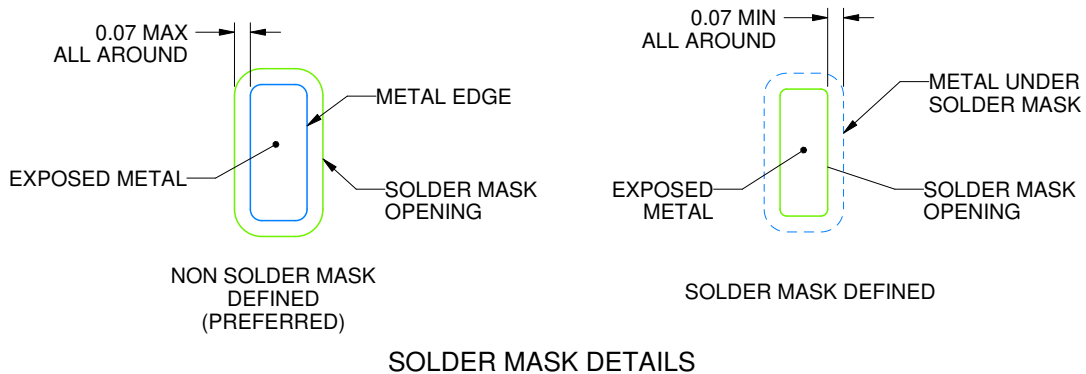 0.07 MAX
ALL AROUND
METAL EDGE
EXPOSED METAL
SOLDER MASK
OPENING
NON SOLDER MASK
DEFINED
(PREFERRED)
0.07 MIN
ALL AROUND
METAL UNDER
SOLDER MASK
EXPOSED
METAL
SOLDER MASK
OPENING
SOLDER MASK DEFINED
SOLDER MASK DETAILS